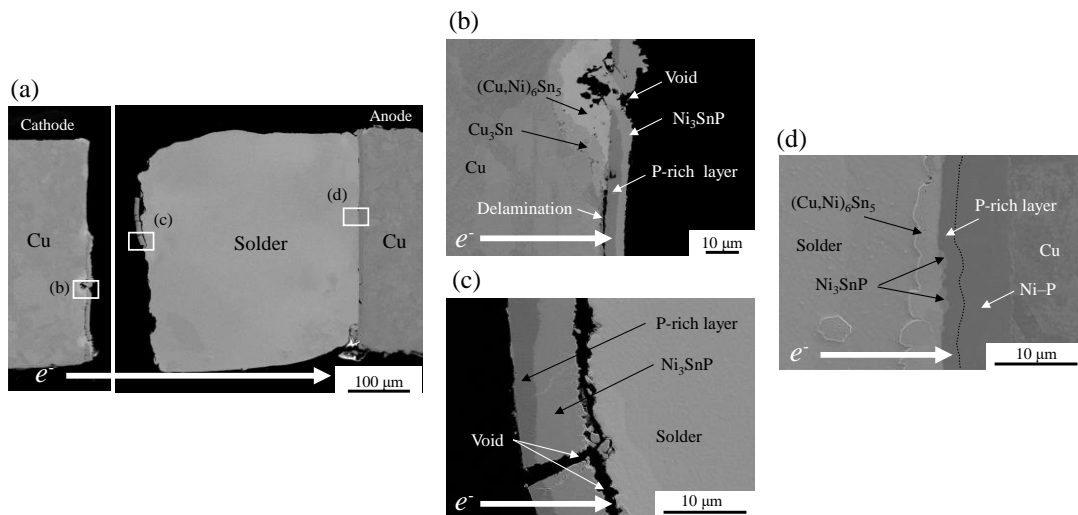 (a)
Cathode
Anode
(c)
(d)
Cu
Solder
Cu
(b)
e-
100 μm
(b)
(Cu,Ni)6Sn5
Void
Cu3Sn
Ni3SnP
Cu
P-rich layer
Delamination
e-
10 μm
(c)
P-rich layer
Ni3SnP
Void
Solder
e-
10 μm
(d)
(Cu,Ni)6Sn5
P-rich layer
Solder
Cu
Ni3SnP
Ni–P
e-
10 μm